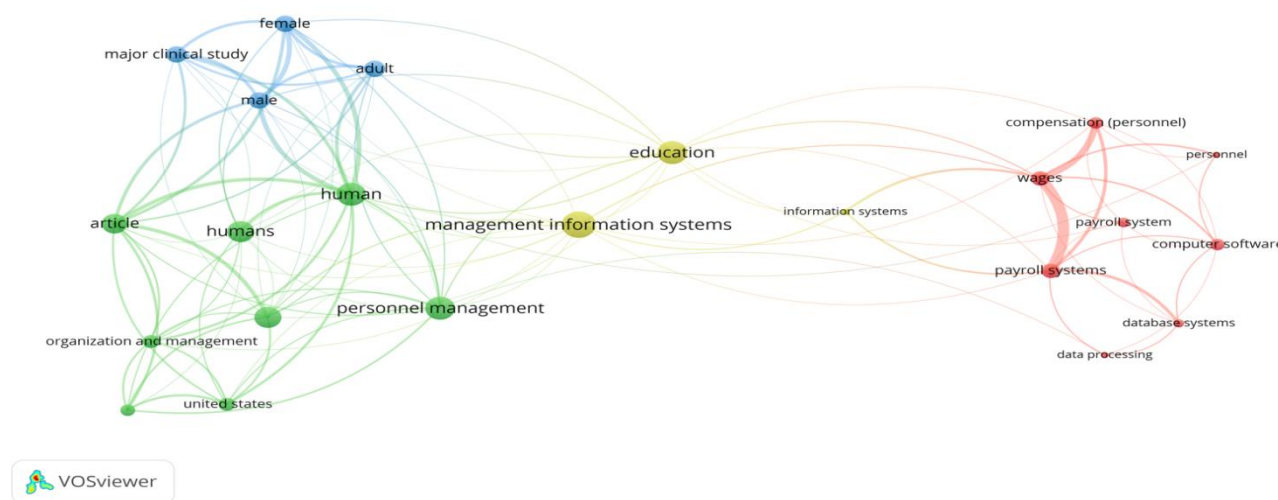 female
major clinical study
adult
male
education
compensation (personnel)
personnel
wages
human
information systems
article
humans
management information systems
payroll system
computer software
payroll systems
personnel management
database systems
organization and management
data processing
united states
VOSviewer